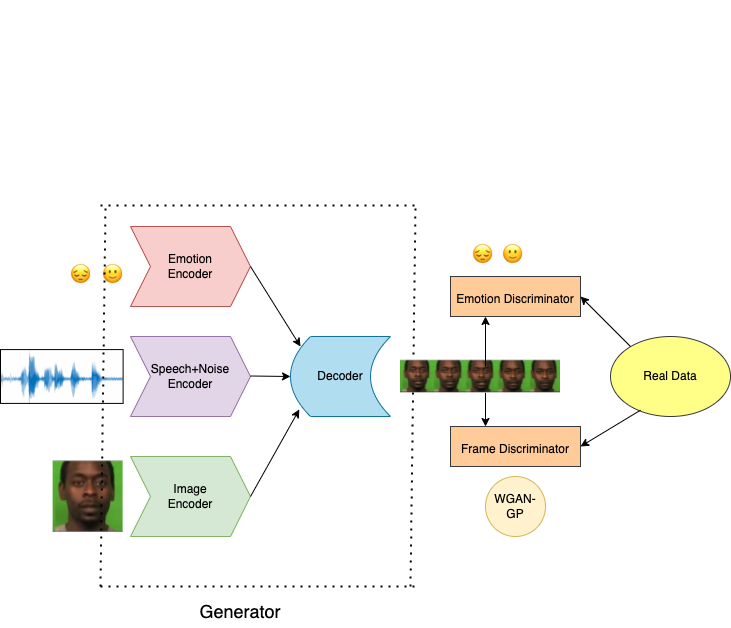 Emotion
Encoder
Emotion Discriminator
Speech+Noise
Encoder
Decoder
Real Data
Frame Discriminator
Image
Encoder
WGAN-
GP
Generator